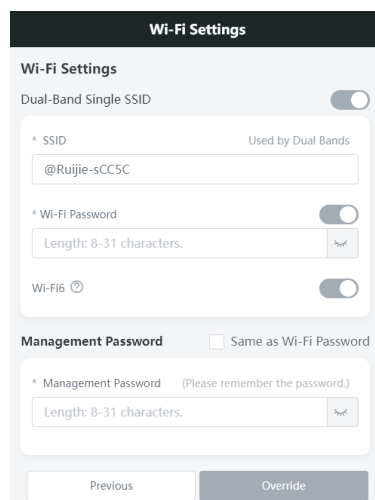 Wi-Fi Settings
Wi-Fi Settings
Dual-Band Single SSID
* SSID Used by Dual Bands
@Ruijie-sCC5C
* Wi-Fi Password
Length: 8-31 characters.
Wi-Fi6 ?
Management Password Same as Wi-Fi Password
* Management Password (Please remember the password.)
Length: 8-31 characters.
Previous Override